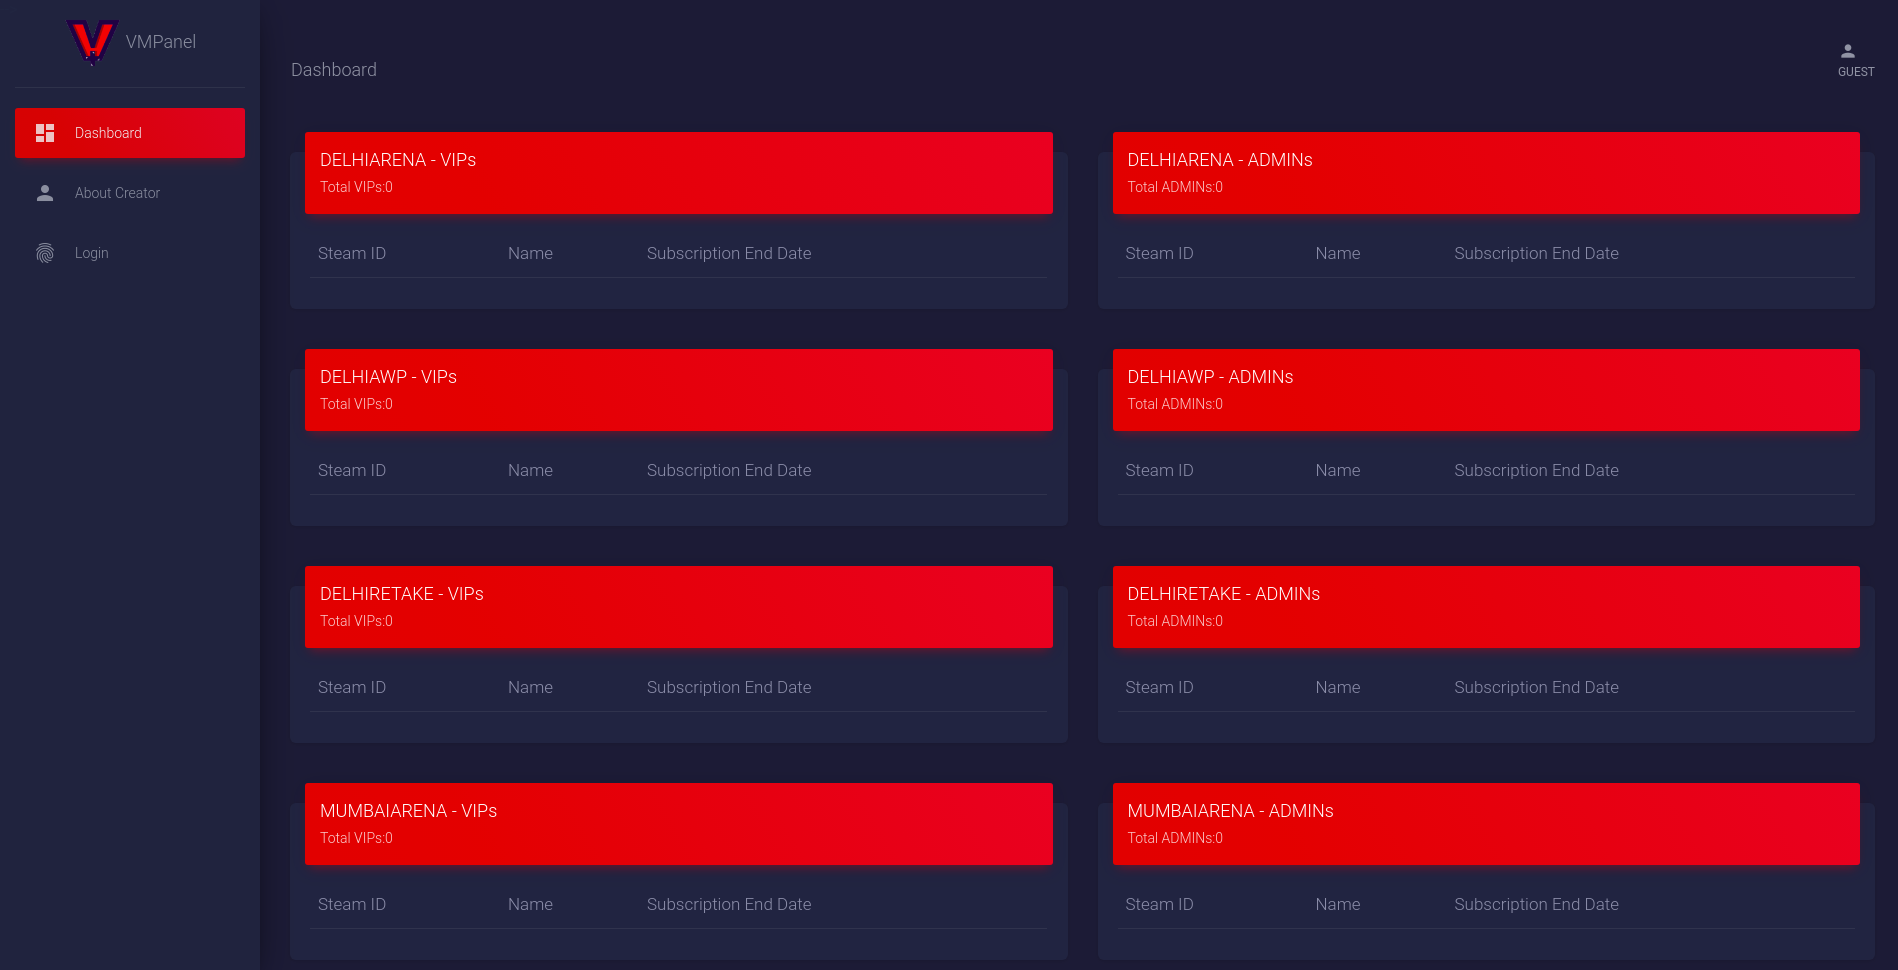 VMPanel
Dashboard
About Creator
Login
Dashboard
GUEST
DELHIARENA - VIPs
Total VIPs:0
Steam ID Name Subscription End Date
DELHIARENA - ADMINs
Total ADMINs:0
Steam ID Name Subscription End Date
DELHIAWP - VIPs
Total VIPs:0
Steam ID Name Subscription End Date
DELHIAWP - ADMINs
Total ADMINs:0
Steam ID Name Subscription End Date
DELHIRETAKE - VIPs
Total VIPs:0
Steam ID Name Subscription End Date
DELHIRETAKE - ADMINs
Total ADMINs:0
Steam ID Name Subscription End Date
MUMBAIARENA - VIPs
Total VIPs:0
Steam ID Name Subscription End Date
MUMBAIARENA - ADMINs
Total ADMINs:0
Steam ID Name Subscription End Date